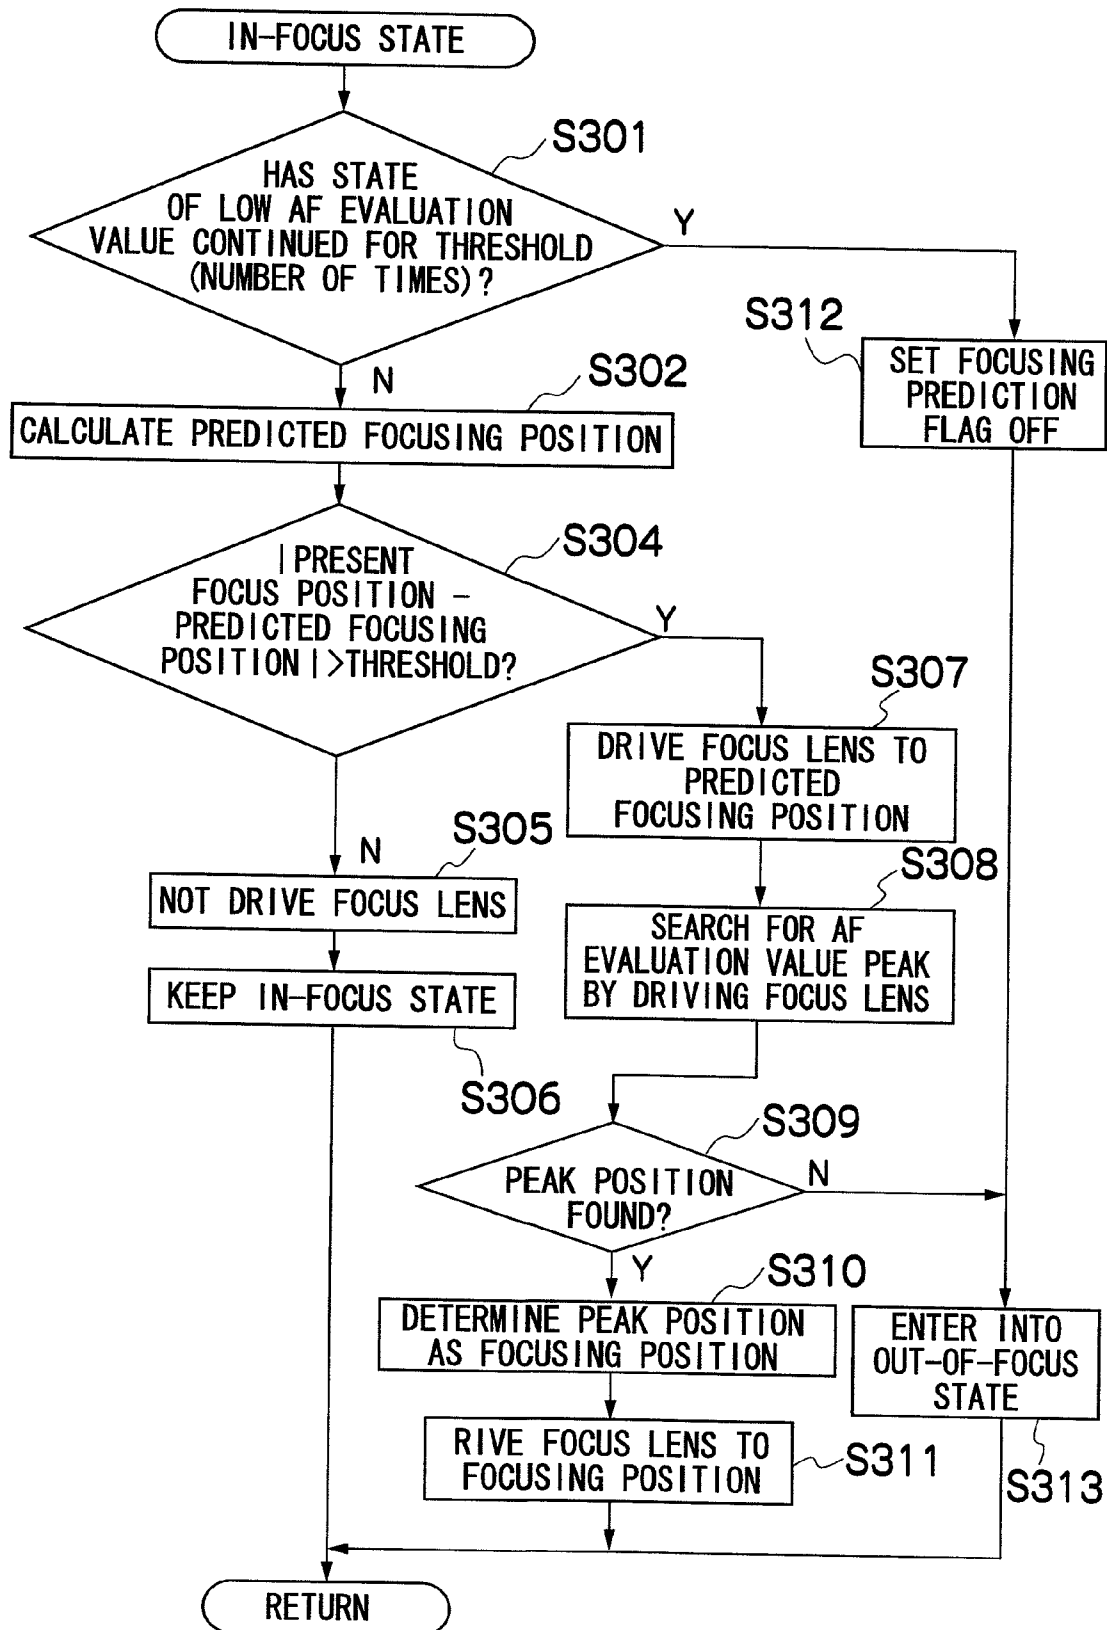 IN-FOCUS STATE
S301
HAS STATE
OF LOW AF EVALUATION
VALUE CONTINUED FOR THRESHOLD
(NUMBER OF TIMES)?
Y
N
S312
SET FOCUSING
PREDICTION
FLAG OFF
S302
CALCULATE PREDICTED FOCUSING POSITION
S304
|PRESENT
FOCUS POSITION -
PREDICTED FOCUSING
POSITION|>THRESHOLD?
Y
N
S307
DRIVE FOCUS LENS TO
PREDICTED
FOCUSING POSITION
S305
NOT DRIVE FOCUS LENS
S308
SEARCH FOR AF
EVALUATION VALUE PEAK
BY DRIVING FOCUS LENS
KEEP IN-FOCUS STATE
S306
S309
PEAK POSITION
FOUND?
N
Y
S310
DETERMINE PEAK POSITION
AS FOCUSING POSITION
ENTER INTO
OUT-OF-FOCUS
STATE
S313
RIVE FOCUS LENS TO
FOCUSING POSITION
S311
RETURN